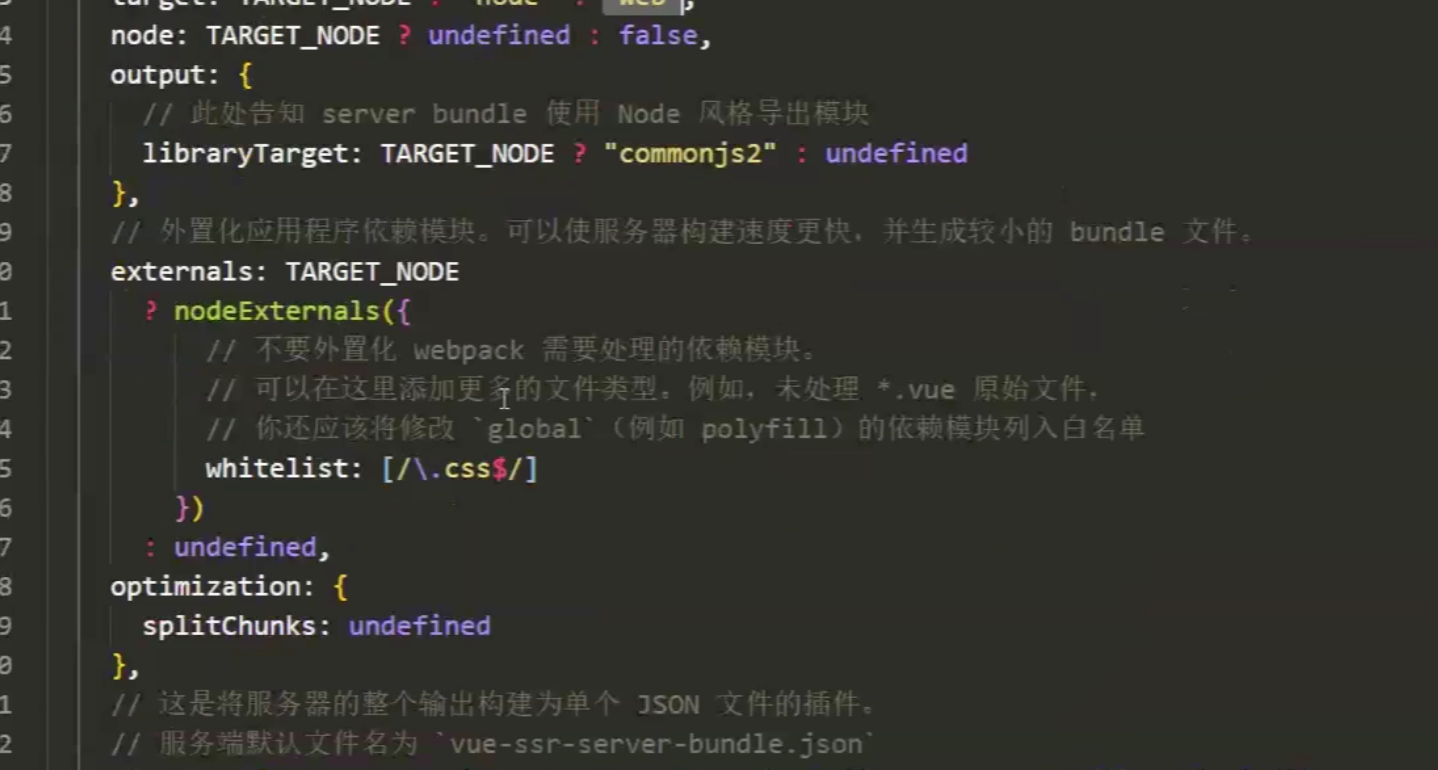 target: TARGET_NODE ? "node" : "web",
4 node: TARGET_NODE ? undefined : false,
5 output: {
6 // 此处告知 server bundle 使用 Node 风格导出模块
7 libraryTarget: TARGET_NODE ? "commonjs2" : undefined
8 },
9 // 外置化应用程序依赖模块。可以使服务器构建速度更快，并生成较小的 bundle 文件。
0 externals: TARGET_NODE
1 ? nodeExternals({
2 // 不要外置化 webpack 需要处理的依赖模块。
3 // 可以在这里添加更多的文件类型。例如，未处理 *.vue 原始文件，
4 // 你还应该将修改 `global`（例如 polyfill）的依赖模块列入白名单
5 whitelist: [/\.css$/]
6 })
7 : undefined,
8 optimization: {
9 splitChunks: undefined
0 },
1 // 这是将服务器的整个输出构建为单个 JSON 文件的插件。
2 // 服务端默认文件名为 `vue-ssr-server-bundle.json`